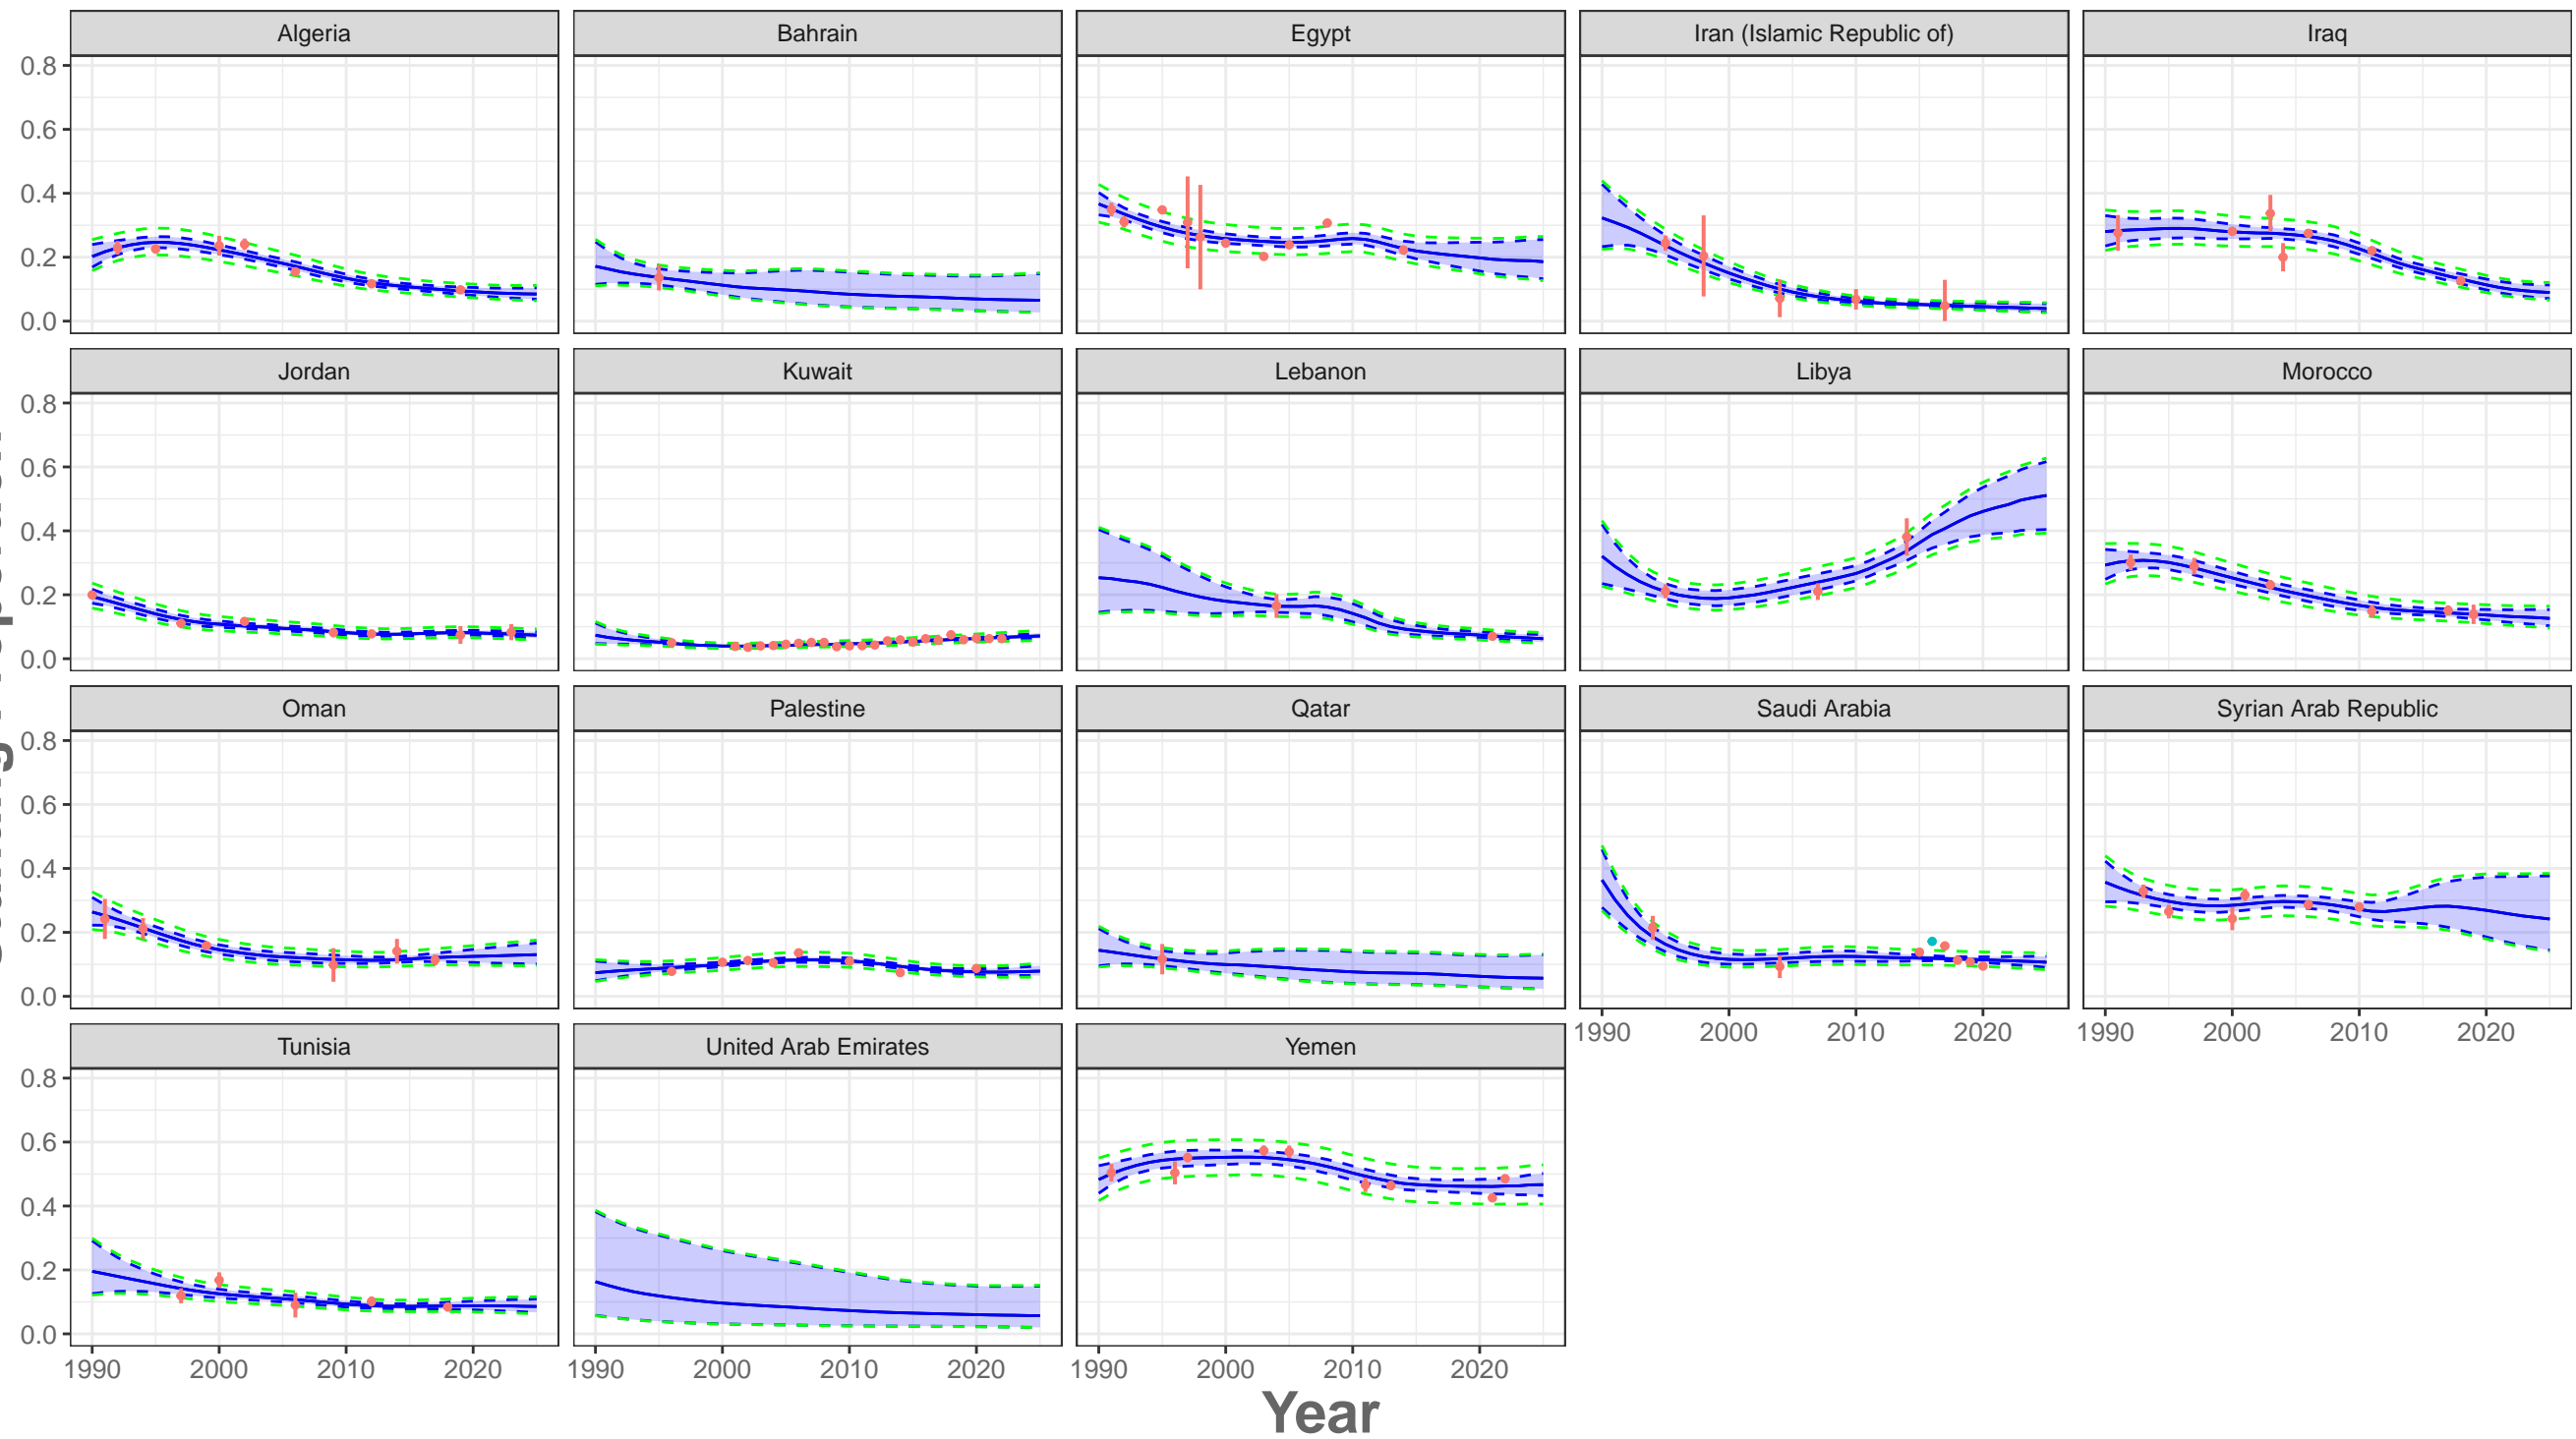 Algeria Bahrain Egypt Iran (Islamic Republic of) Iraq
0.8
0.6
0.4
0.2
0.0
Jordan Kuwait Lebanon Libya Morocco
0.8
0.6
0.4
0.2
0.0
Oman Palestine Qatar Saudi Arabia Syrian Arab Republic
0.8
0.6
0.4
0.2
0.0
1990 2000 2010 2020 1990 2000 2010 2020
Tunisia United Arab Emirates Yemen
0.8
0.6
0.4
0.2
0.0
1990 2000 2010 2020 1990 2000 2010 2020 1990 2000 2010 2020
Year